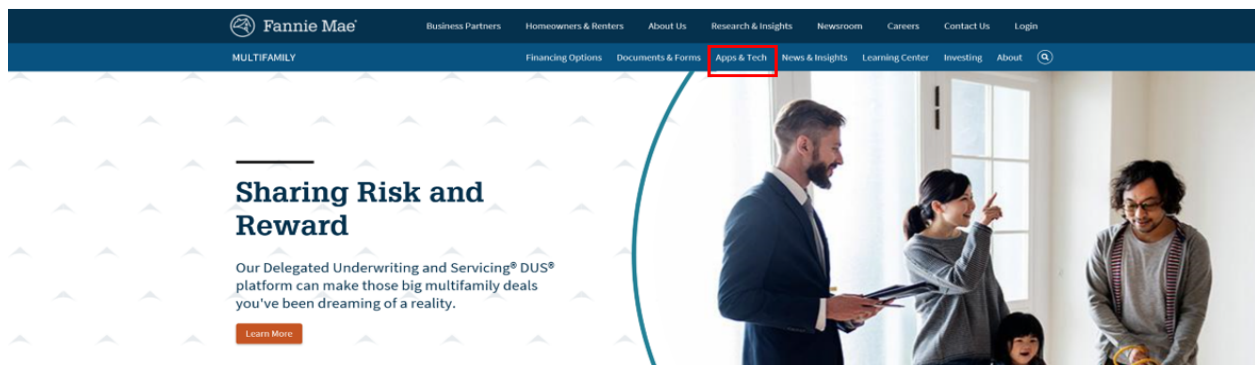 Fannie Mae®
Business Partners Homeowners & Renters About Us Research & Insights Newsroom Careers Contact Us Login
MULTIFAMILY
Financing Options Documents & Forms Apps & Tech News & Insights Learning Center Investing About
Sharing Risk and
Reward
Our Delegated Underwriting and Servicing® DUS®
platform can make those big multifamily deals
you've been dreaming of a reality.
Learn More